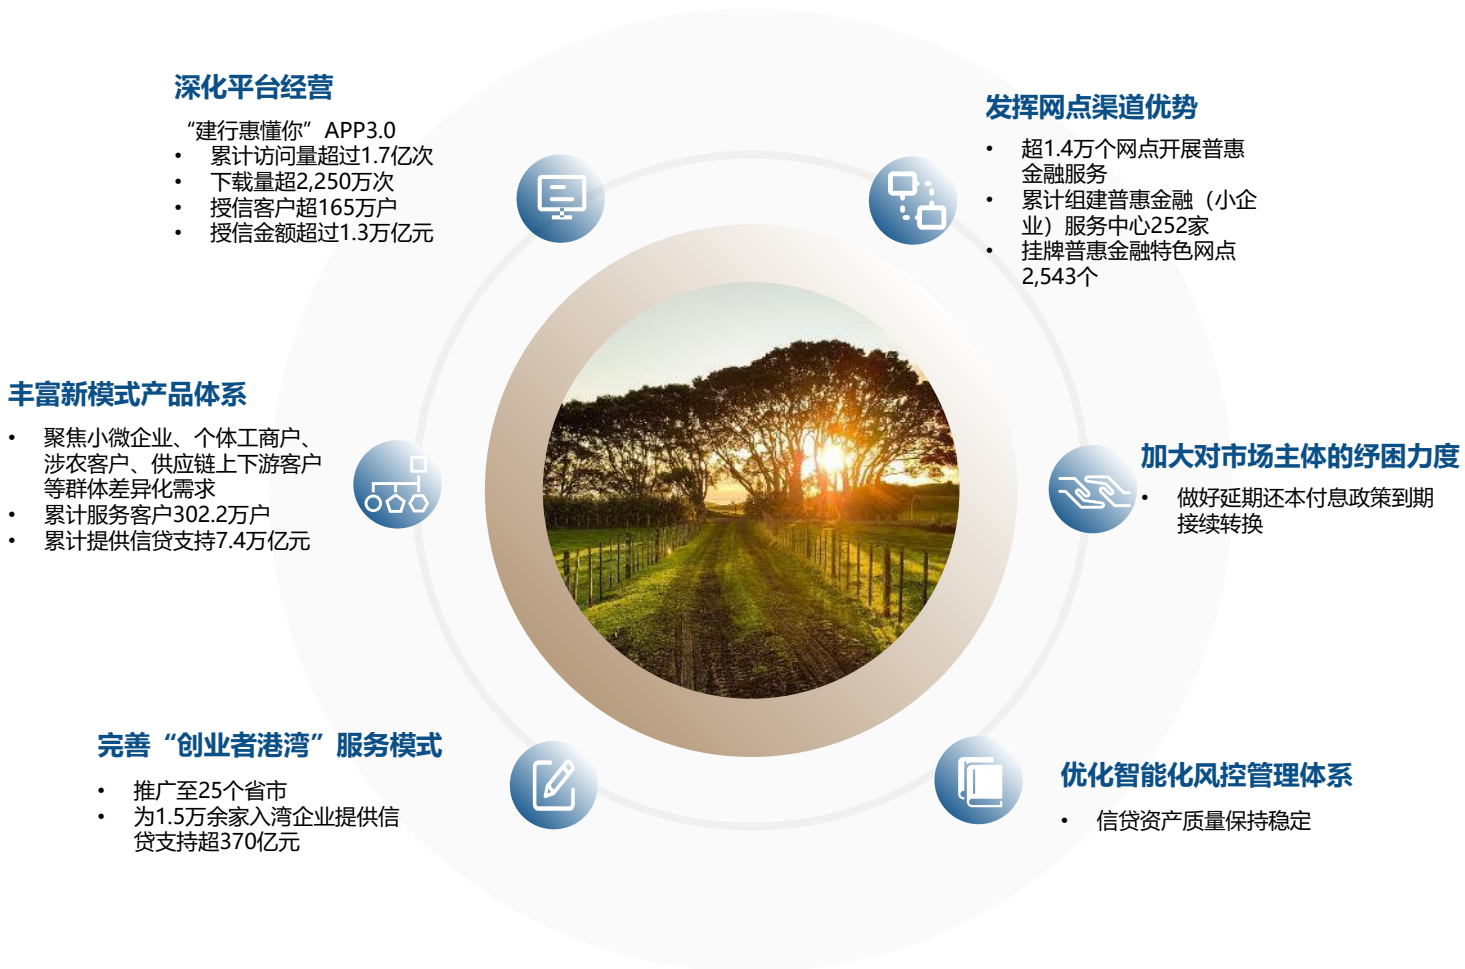 深化平台经营
“建行惠懂你”APP3.0
• 累计访问量超过1.7亿次
• 下载量超2,250万次
• 授信客户超165万户
• 授信金额超过1.3万亿元
发挥网点渠道优势
• 超1.4万个网点开展普惠
金融服务
• 累计组建普惠金融（小企
业）服务中心252家
• 挂牌普惠金融特色网点
2,543个
丰富新模式产品体系
• 聚焦小微企业、个体工商户、
涉农客户、供应链上下游客户
等群体差异化需求
• 累计服务客户302.2万户
• 累计提供信贷支持7.4万亿元
加大对市场主体的纾困力度
• 做好延期还本付息政策到期
接续转换
完善“创业者港湾”服务模式
• 推广至25个省市
• 为1.5万余家入湾企业提供信
贷支持超370亿元
优化智能化风控管理体系
• 信贷资产质量保持稳定